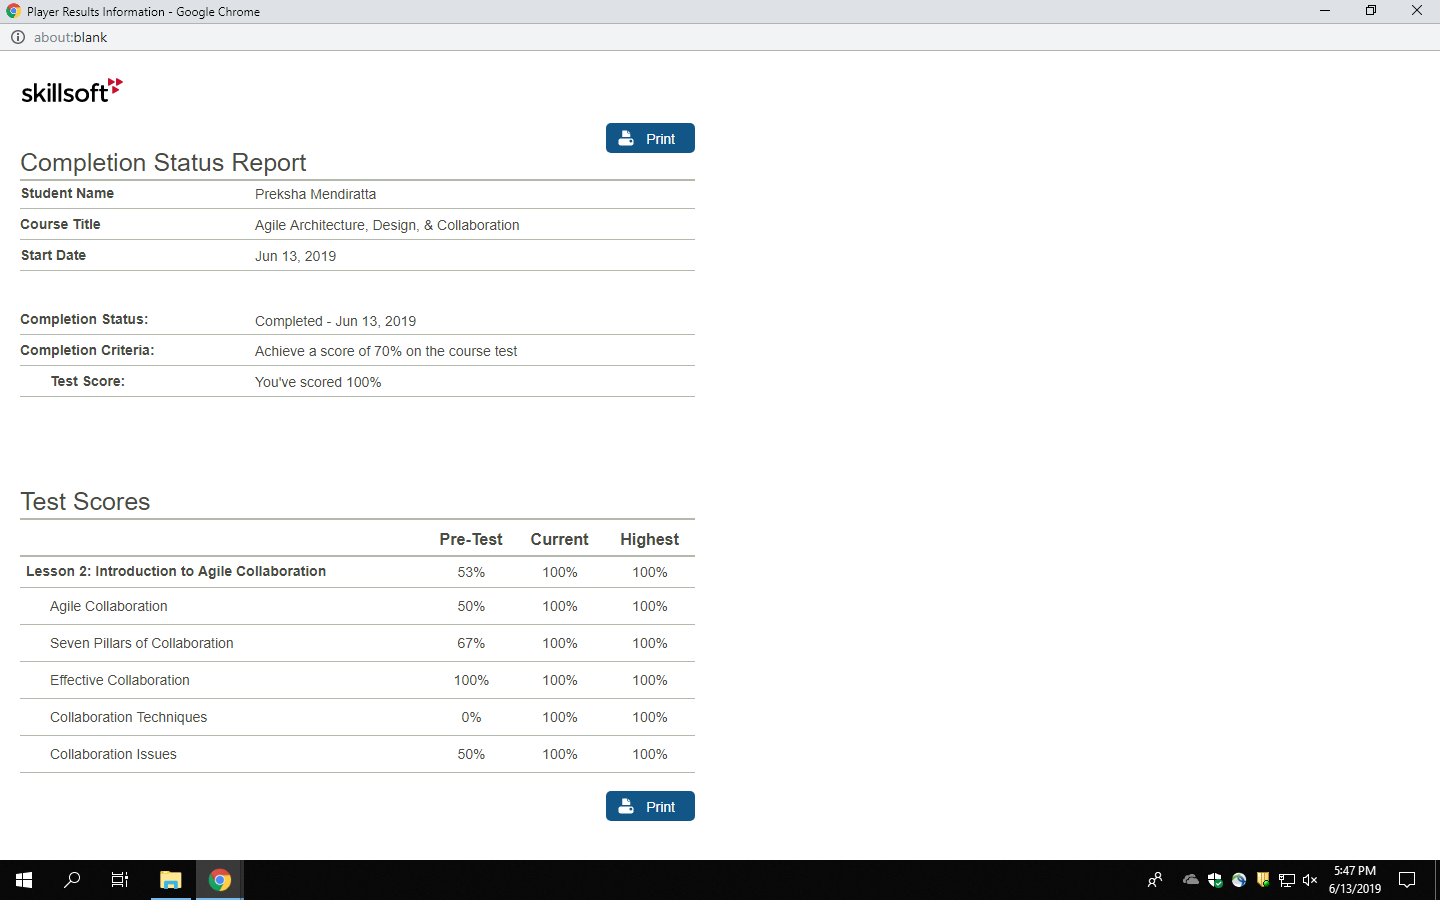 Player Results Information - Google Chrome
about:blank
skillsoft
Print
Completion Status Report
Student Name Preksha Mendiratta
Course Title Agile Architecture, Design, & Collaboration
Start Date Jun 13, 2019
Completion Status: Completed - Jun 13, 2019
Completion Criteria: Achieve a score of 70% on the course test
Test Score: You've scored 100%
Test Scores
Pre-Test Current Highest
Lesson 2: Introduction to Agile Collaboration 53% 100% 100%
Agile Collaboration 50% 100% 100%
Seven Pillars of Collaboration 67% 100% 100%
Effective Collaboration 100% 100% 100%
Collaboration Techniques 0% 100% 100%
Collaboration Issues 50% 100% 100%
Print
5:47 PM
6/13/2019